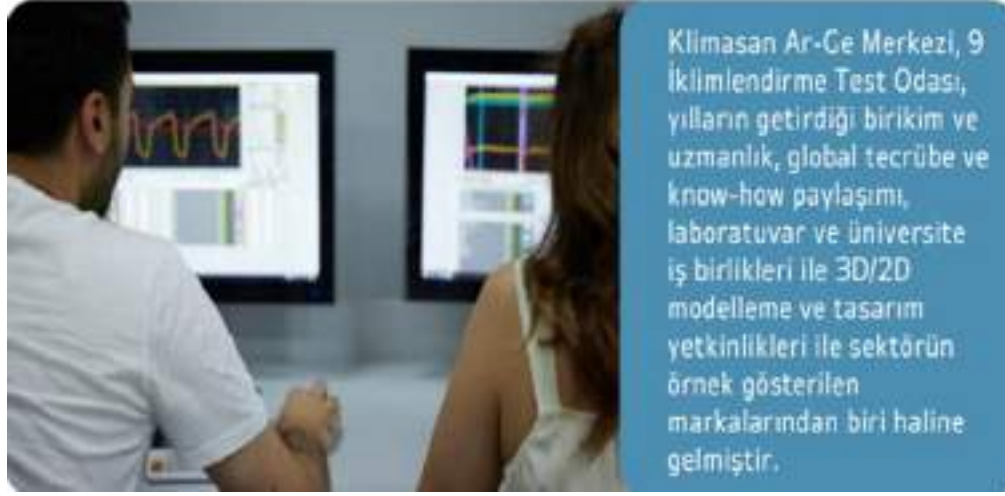 Klimasan Ar-Ge Merkezi, 9
İklimlendirme Test Odası,
yılların getirdiği birikim ve
uzmanlık, global tecrübe ve
know-how paylaşımı,
laboratuvar ve üniversite
iş birlikleri ile 3D/2D
modelleme ve tasarım
yetkinlikleri ile sektörün
örnek gösterilen
markalarından biri haline
gelmiştir.